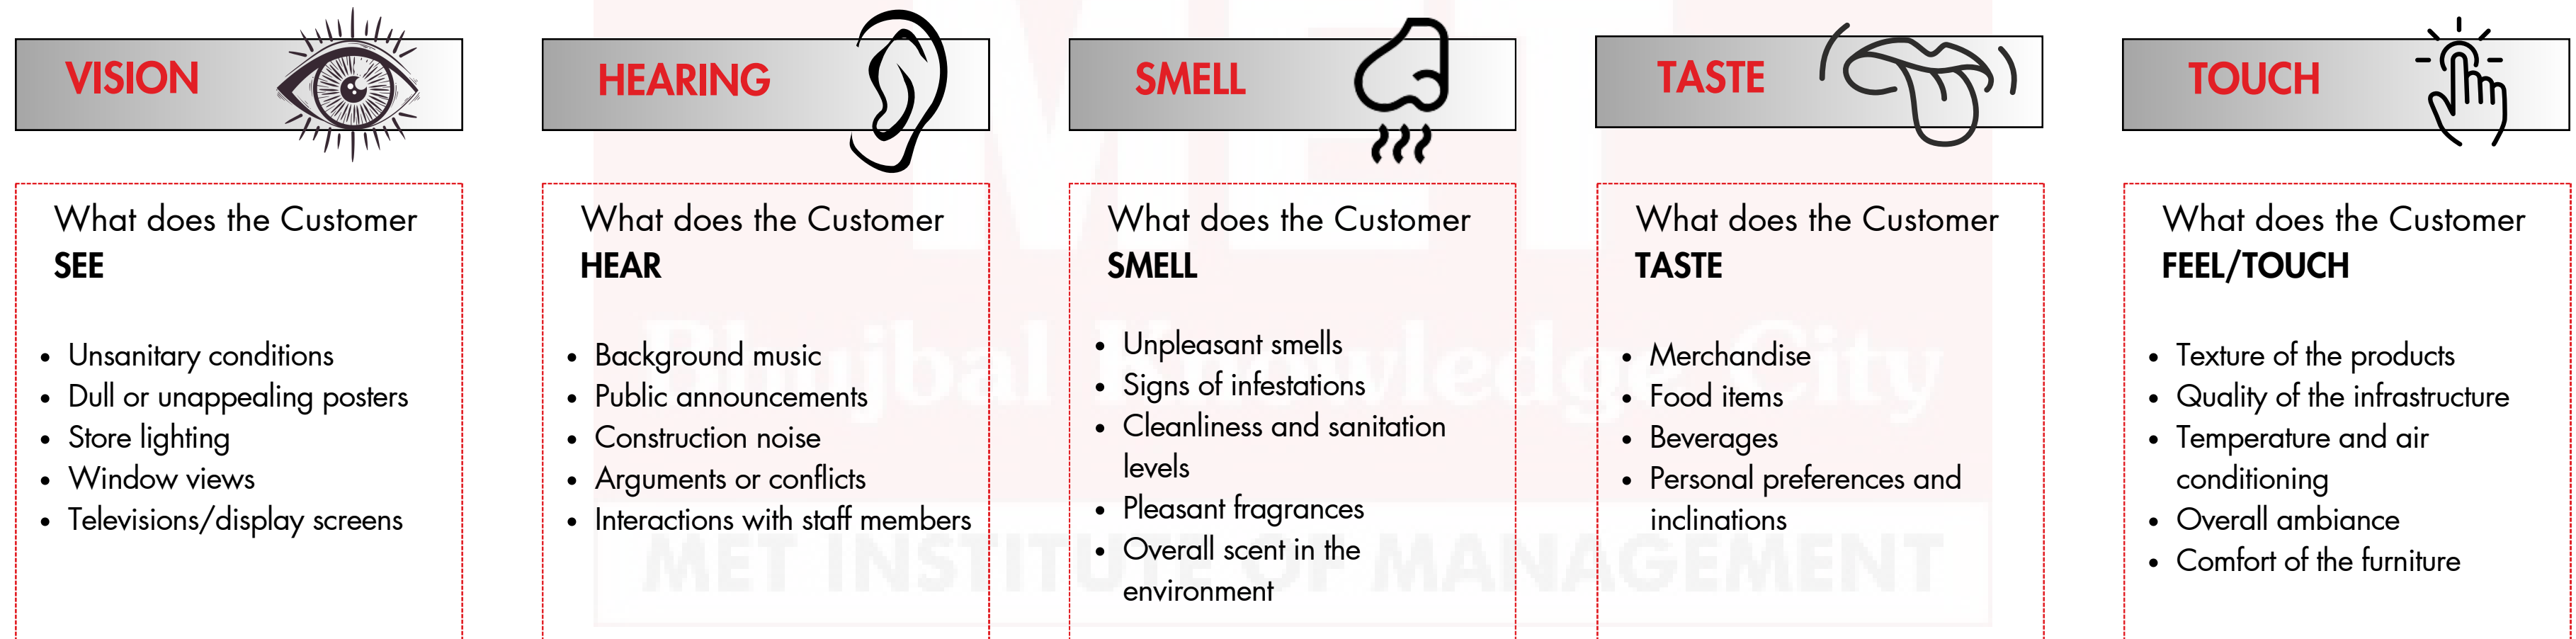 VISION
What does the Customer
SEE
• Unsanitary conditions
• Dull or unappealing posters
• Store lighting
• Window views
• Televisions/display screens
HEARING
What does the Customer
HEAR
• Background music
• Public announcements
• Construction noise
• Arguments or conflicts
• Interactions with staff members
SMELL
What does the Customer
SMELL
• Unpleasant smells
• Signs of infestations
• Cleanliness and sanitation
levels
• Pleasant fragrances
• Overall scent in the
environment
TASTE
What does the Customer
TASTE
• Merchandise
• Food items
• Beverages
• Personal preferences and
inclinations
TOUCH
What does the Customer
FEEL/TOUCH
• Texture of the products
• Quality of the infrastructure
• Temperature and air
conditioning
• Overall ambiance
• Comfort of the furniture
MET
Bhujbal Knowledge City
MET INSTITUTE OF MANAGEMENT